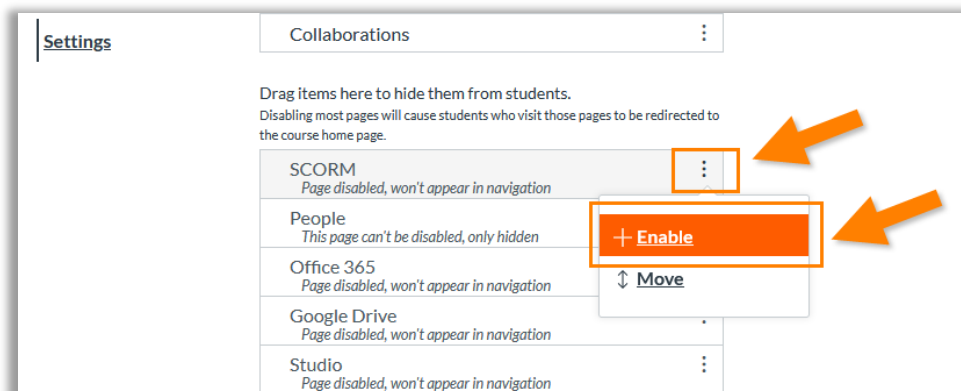 Settings
Collaborations
Drag items here to hide them from students.
Disabling most pages will cause students who visit those pages to be redirected to
the course home page.
SCORM
Page disabled, won't appear in navigation
People
This page can't be disabled, only hidden
Enable
Office 365
Page disabled, won't appear in navigation
Move
Google Drive
Page disabled, won't appear in navigation
Studio
Page disabled, won't appear in navigation